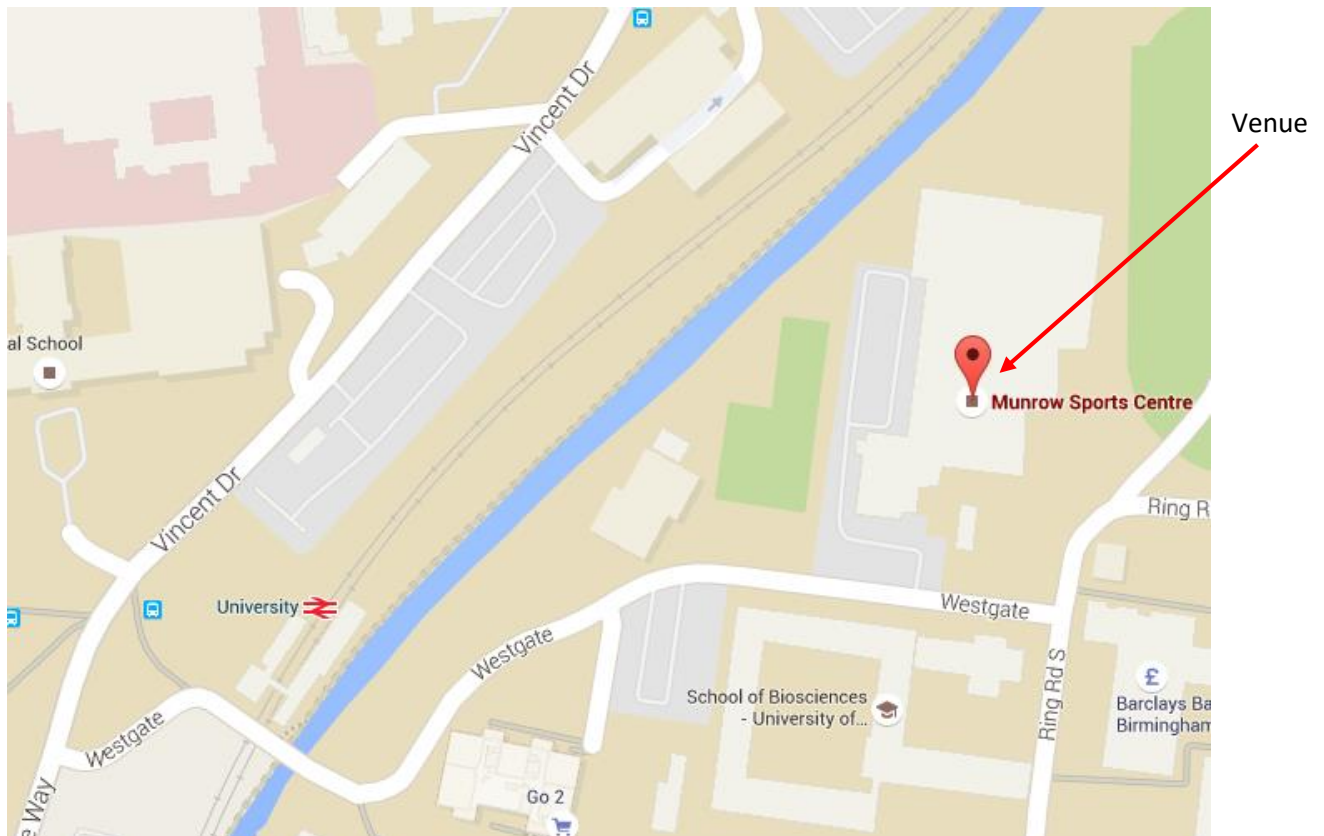 Vincent Dr
Venue
al School
Munrow Sports Centre
Vincent Dr
Ring R
University
Westgate
Westgate
School of Biosciences
- University of...
Ring Rd S
£
Barclays Ba
Birmingham
Westgate
e Way
Go 2